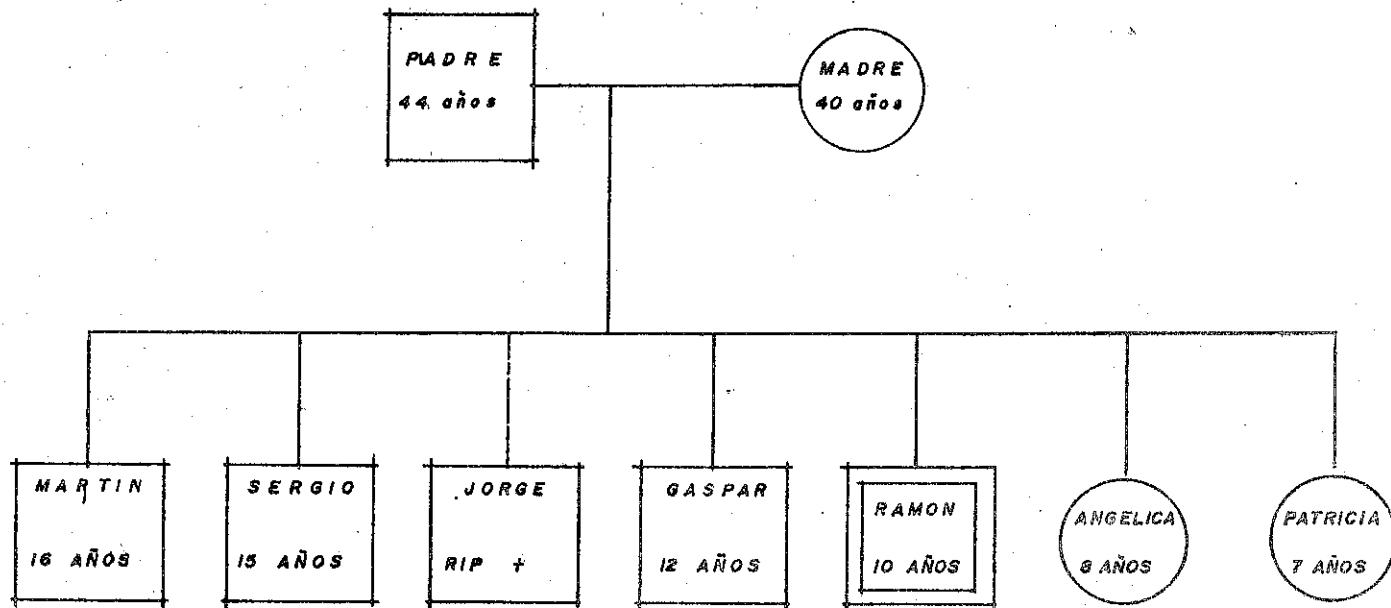 PADRE
44 años
MADRE
40 años
MARTIN
16 AÑOS
SERGIO
15 AÑOS
JORGE
RIP +
GASPAR
12 AÑOS
RAMON
10 AÑOS
ANGELICA
8 AÑOS
PATRICIA
7 AÑOS